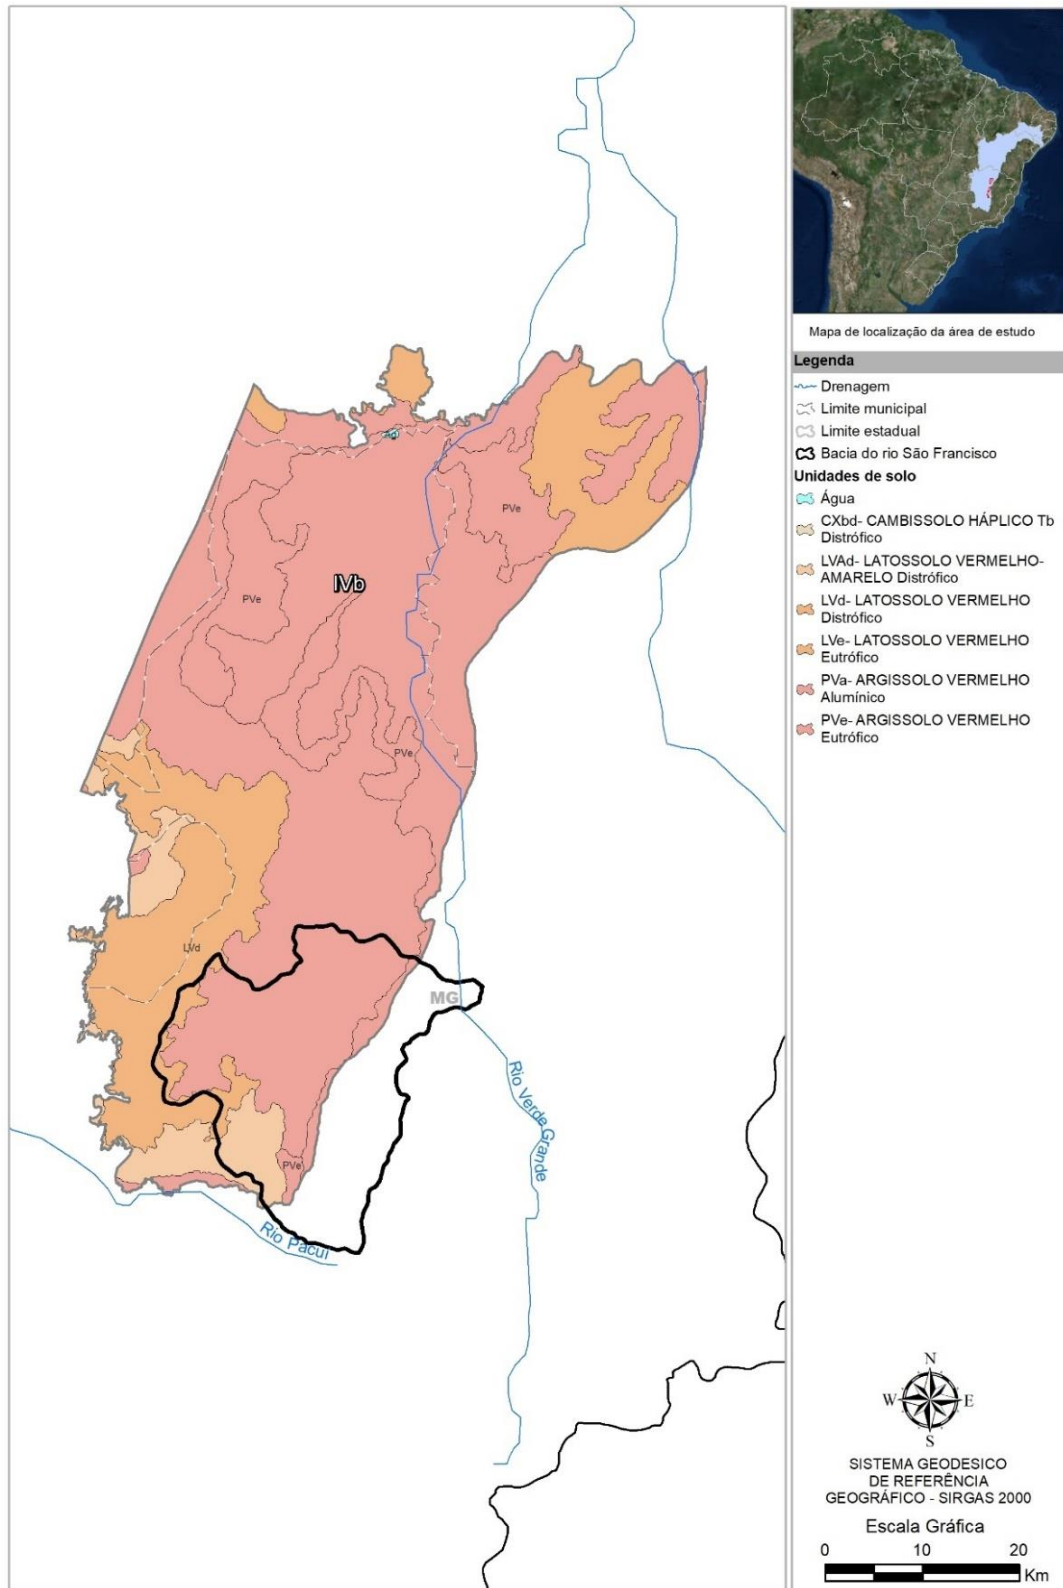 PVe
PVe
IVb
PVe
LVd
MG
Rio Verde Grande
PVe
Rio Pacuí
Mapa de localização da área de estudo
Legenda
Drenagem
Limite municipal
Limite estadual
Bacia do rio São Francisco
Unidades de solo
Água
CXbd- CAMBISSOLO HÁPLICO Tb
Distrófico
LVAd- LATOSSOLO VERMELHO-
AMARELO Distrófico
LVd- LATOSSOLO VERMELHO
Distrófico
LVe- LATOSSOLO VERMELHO
Eutrófico
PVa- ARGISSOLO VERMELHO
Alumínico
PVe- ARGISSOLO VERMELHO
Eutrófico
N
W E
S
SISTEMA GEODESICO
DE REFERÊNCIA
GEOGRÁFICO - SIRGAS 2000
Escala Gráfica
0 10 20
Km